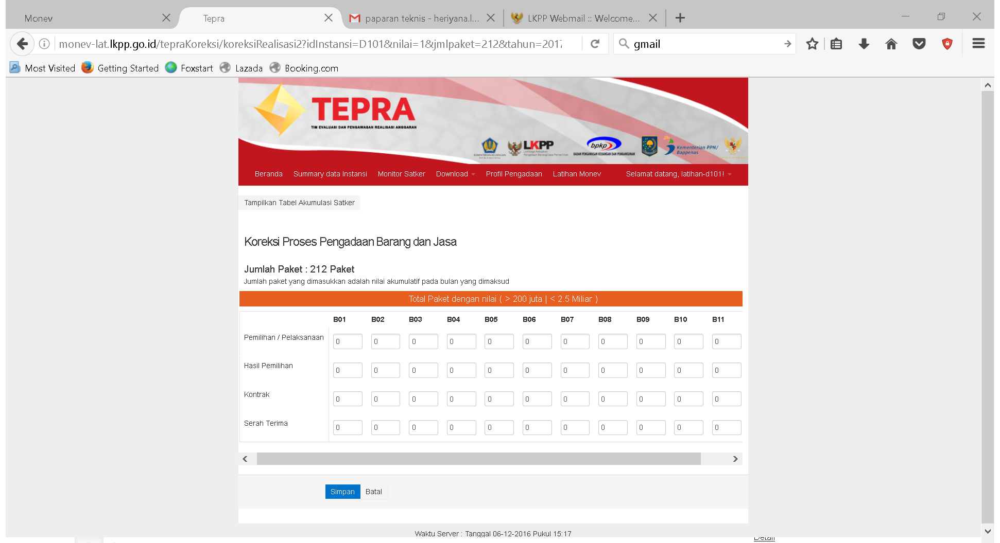 Monev
Tepra
paparan teknis - heriyana.l...
LKPP Webmail :: Welcome...
monev-lat.lkpp.go.id/tepraKoreksi/koreksiRealisasi2?idInstansi=D101&nilai=1&jmlpaket=212&tahun=2017
gmail
Most Visited Getting Started Foxstart Lazada Booking.com
TEPRA
TIM EVALUASI DAN PENGAWASAN REALISASI ANGGARAN
KEMENTERIAN KEUANGAN
LKPP
Lembaga Kebijakan
Pengadaan Barang/Jasa Pemerintah
bpkp
BADAN PENGAWASAN KEUANGAN DAN PEMBANGUNAN
Kementerian PPN/
Bappenas
Beranda Summary data Instansi Monitor Satker Download Profil Pengadaan Latihan Monev Selamat datang, latihan-d101!
Tampilkan Tabel Akumulasi Satker
Koreksi Proses Pengadaan Barang dan Jasa
Jumlah Paket : 212 Paket
Jumlah paket yang dimasukkan adalah nilai akumulatif pada bulan yang dimaksud
Total Paket dengan nilai ( > 200 juta | < 2.5 Miliar )
B01 B02 B03 B04 B05 B06 B07 B08 B09 B10 B11
Pemilihan / Pelaksanaan 0 0 0 0 0 0 0 0 0 0 0
Hasil Pemilihan 0 0 0 0 0 0 0 0 0 0 0
Kontrak 0 0 0 0 0 0 0 0 0 0 0
Serah Terima 0 0 0 0 0 0 0 0 0 0 0
Simpan Batal
Waktu Server : Tanggal 06-12-2016 Pukul 15:17
Detail